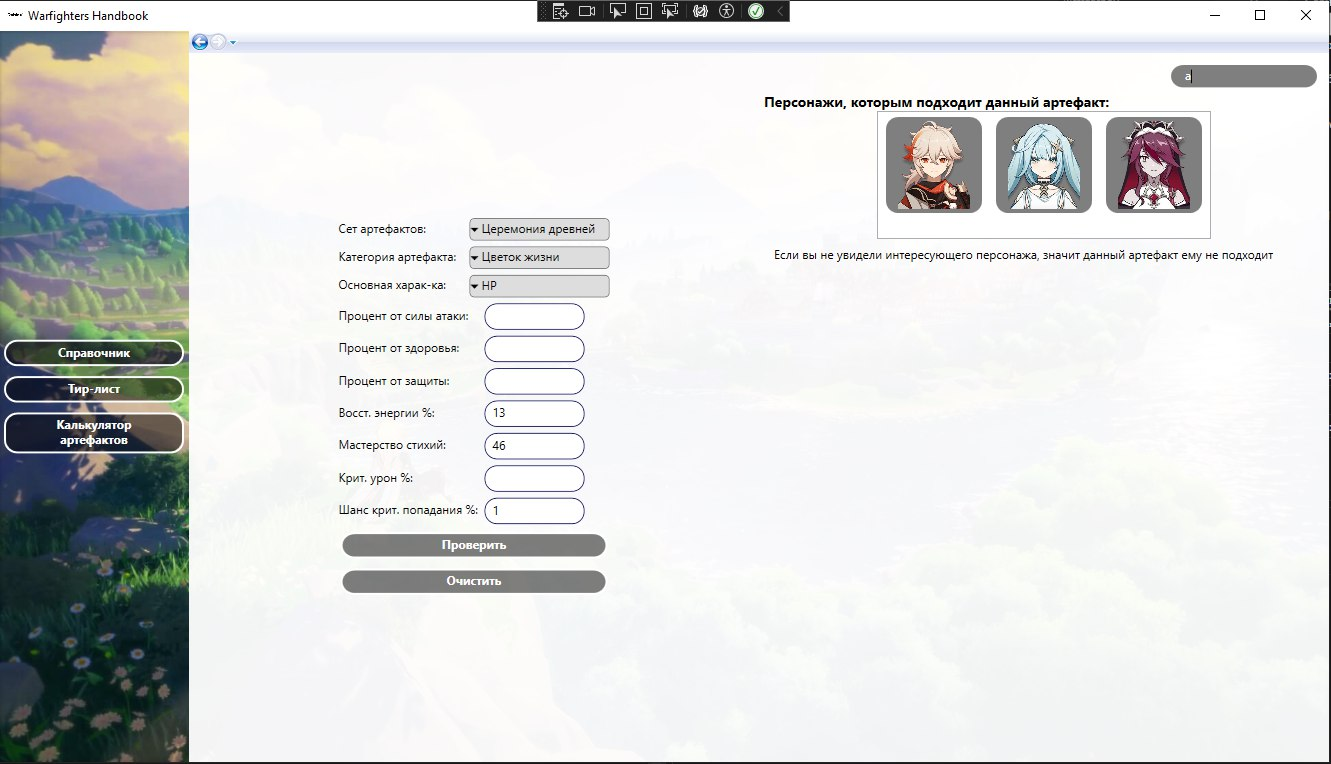 Warfighters Handbook
а
Персонажи, которым подходит данный артефакт:
Если вы не увидели интересующего персонажа, значит данный артефакт ему не подходит
Сет артефактов:
Церемония древней
Категория артефакта:
Цветок жизни
Основная харак-ка:
HP
Процент от силы атаки:
Процент от здоровья:
Процент от защиты:
Восст. энергии %:
13
Мастерство стихий:
46
Крит. урон %:
Шанс крит. попадания %:
1
Проверить
Очистить
Справочник
Тир-лист
Калькулятор
артефактов